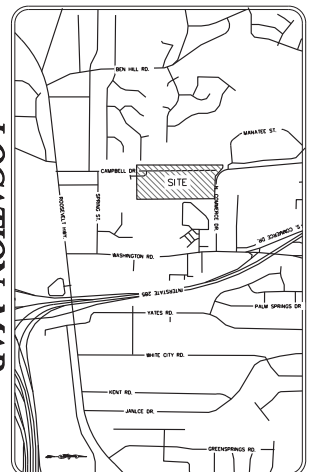 BEN HILL RD.
MANATEE ST.
CAMPBELL DR.
SITE
ROOSEVELT HWY.
SPRING ST.
N. COMMERCE DR.
S. COMMERCE DR.
WASHINGTON RD.
INTERSTATE 285
PALM SPRINGS DR
YATES RD.
WHITE CITY RD.
KENT RD.
JANICE DR.
GREENSPRINGS RD.
LOCATION MAP